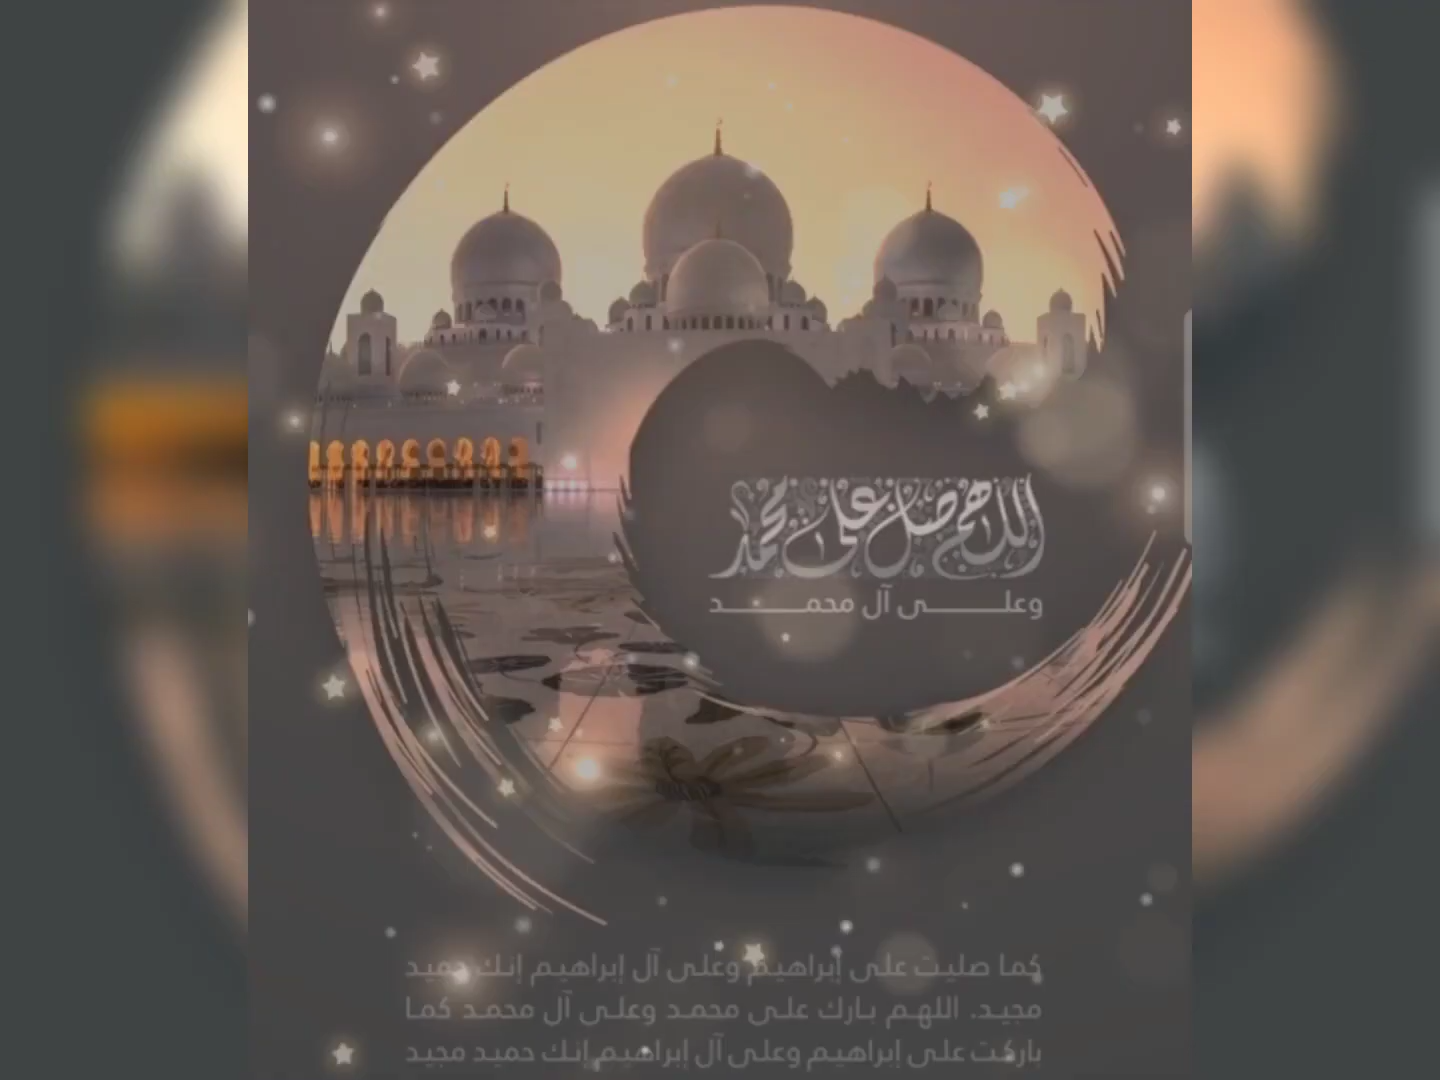 اللهم صل على محمد
وعلى آل محمد
كما صليت على إبراهيم وعلى آل إبراهيم إنك حميد
مجيد. اللهم بارك على محمد وعلى آل محمد كما
باركت على إبراهيم وعلى آل إبراهيم إنك حميد مجيد